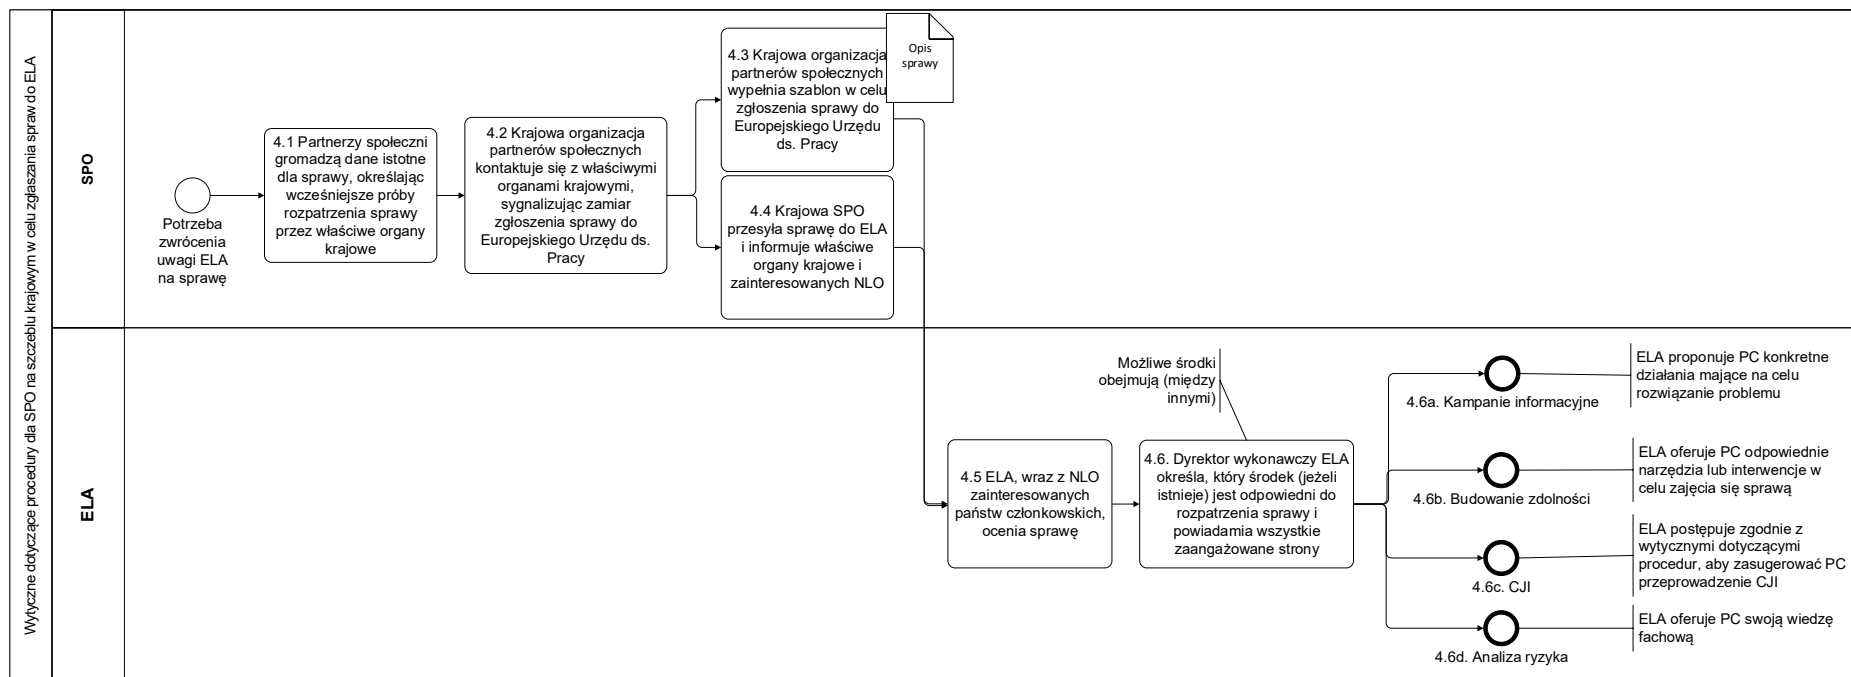 Wytyczne dotyczące procedury dla SPO na szczeblu krajowym w celu zgłaszania spraw do ELA
SPO
Potrzeba
zwrócenia
uwagi ELA
na sprawę
4.1 Partnerzy społeczni
gromadzą dane istotne
dla sprawy, określając
wcześniejsze próby
rozpatrzenia sprawy
przez właściwe organy
krajowe
4.2 Krajowa organizacja
partnerów społecznych
kontaktuje się z właściwymi
organami krajowymi,
sygnalizując zamiar
zgłoszenia sprawy do
Europejskiego Urzędu ds.
Pracy
4.3 Krajowa organizacja
partnerów społecznych
wypełnia szablon w celu
zgłoszenia sprawy do
Europejskiego Urzędu
ds. Pracy
Opis
sprawy
4.4 Krajowa SPO
przesyła sprawę do ELA
i informuje właściwe
organy krajowe i
zainteresowanych NLO
ELA
4.5 ELA, wraz z NLO
zainteresowanych
państw członkowskich,
ocenia sprawę
Możliwe środki
obejmują (między
innymi)
4.6. Dyrektor wykonawczy ELA
określa, który środek (jeżeli
istnieje) jest odpowiedni do
rozpatrzenia sprawy i
powiadamia wszystkie
zaangażowane strony
4.6a. Kampanie informacyjne
ELA proponuje PC konkretne
działania mające na celu
rozwiązanie problemu
4.6b. Budowanie zdolności
ELA oferuje PC odpowiednie
narzędzia lub interwencje w
celu zajęcia się sprawą
4.6c. CJI
ELA postępuje zgodnie z
wytycznymi dotyczącymi
procedur, aby zasugerować PC
przeprowadzenie CJI
4.6d. Analiza ryzyka
ELA oferuje PC swoją wiedzę
fachową